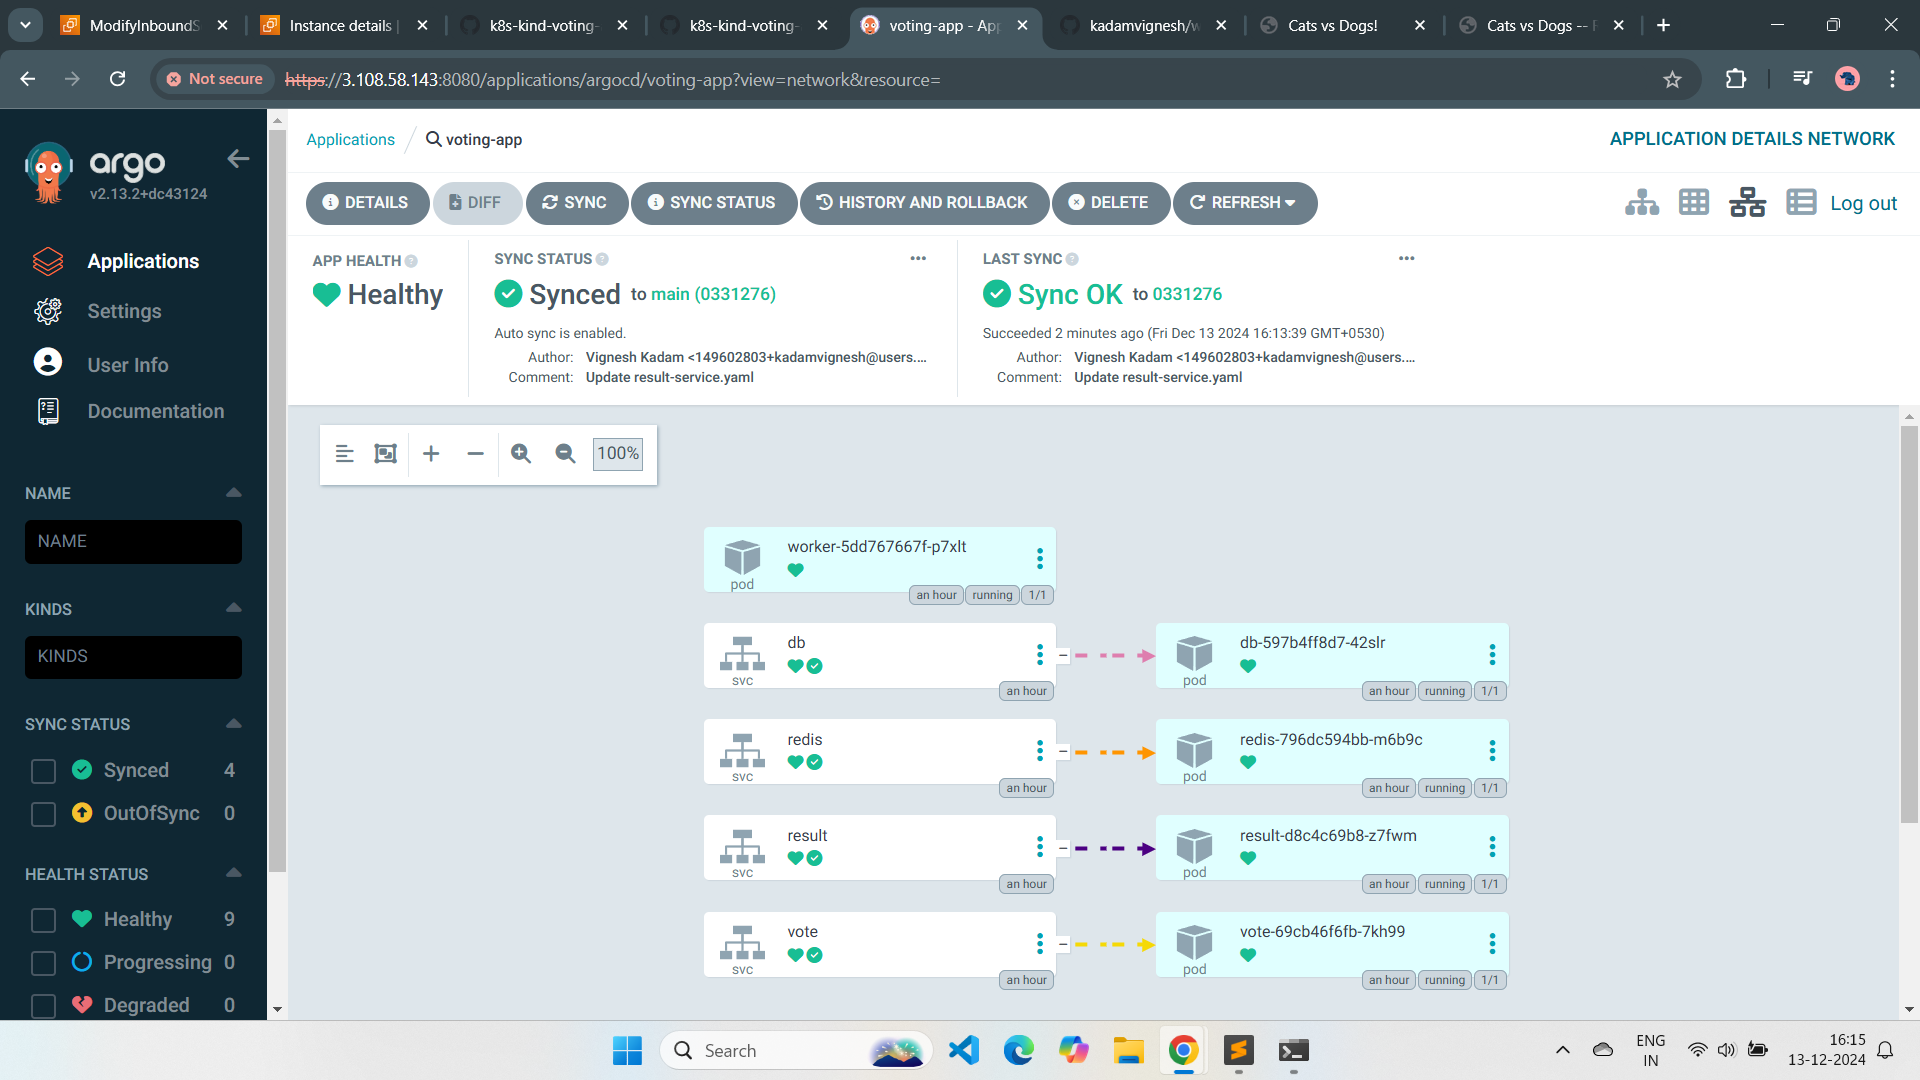 ModifyInboundS
Instance details |
k8s-kind-voting-
k8s-kind-voting-
voting-app - App
kadamvignesh/w
Cats vs Dogs!
Cats vs Dogs -- R
Not secure
https://3.108.58.143:8080/applications/argocd/voting-app?view=network&resource=
argo
v2.13.2+dc43124
Applications
Settings
User Info
Documentation
NAME
NAME
KINDS
KINDS
SYNC STATUS
Synced 4
OutOfSync 0
HEALTH STATUS
Healthy 9
Progressing 0
Degraded 0
Applications / voting-app
APPLICATION DETAILS NETWORK
DETAILS
DIFF
SYNC
SYNC STATUS
HISTORY AND ROLLBACK
DELETE
REFRESH
Log out
APP HEALTH
Healthy
SYNC STATUS
Synced to main (0331276)
Auto sync is enabled.
Author: Vignesh Kadam <149602803+kadamvignesh@users....
Comment: Update result-service.yaml
LAST SYNC
Sync OK to 0331276
Succeeded 2 minutes ago (Fri Dec 13 2024 16:13:39 GMT+0530)
Author: Vignesh Kadam <149602803+kadamvignesh@users....
Comment: Update result-service.yaml
100%
worker-5dd767667f-p7xlt
pod
an hour running 1/1
db
svc
an hour
db-597b4ff8d7-42slr
pod
an hour running 1/1
redis
svc
an hour
redis-796dc594bb-m6b9c
pod
an hour running 1/1
result
svc
an hour
result-d8c4c69b8-z7fwm
pod
an hour running 1/1
vote
svc
an hour
vote-69cb46f6fb-7kh99
pod
an hour running 1/1
Search
ENG
IN
16:15
13-12-2024